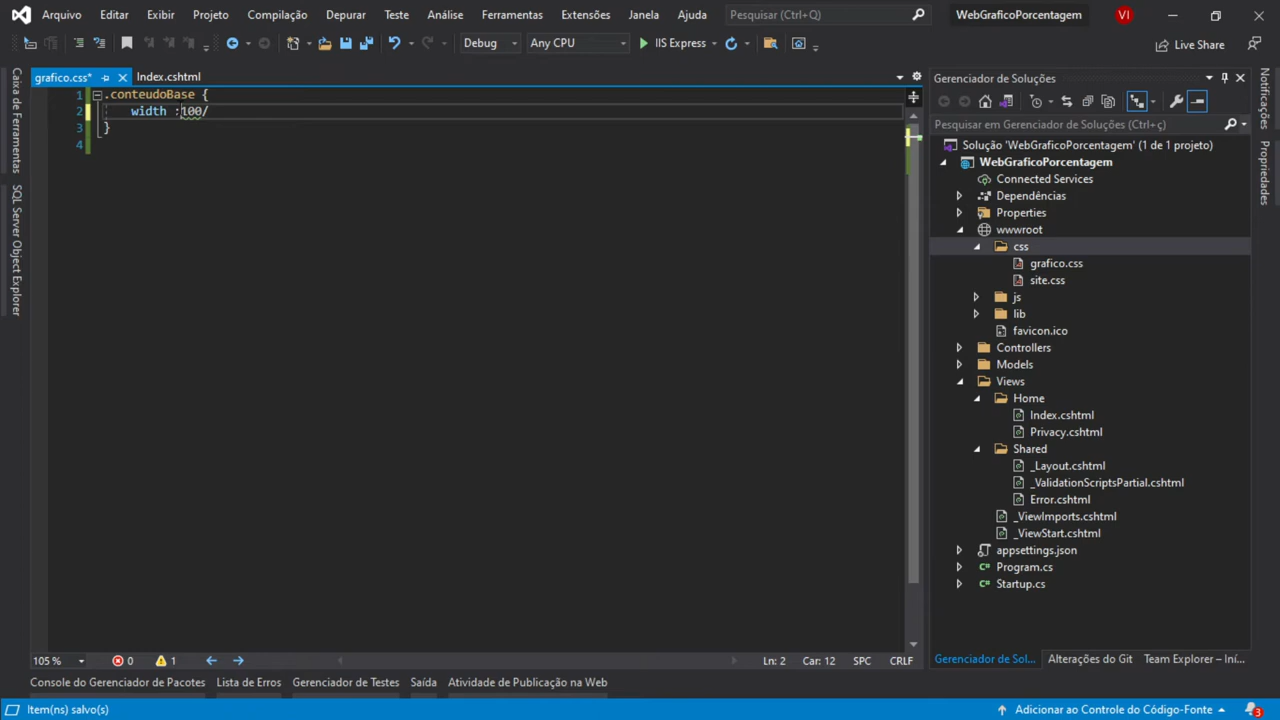 Arquivo Editar Exibir Projeto Compilação Depurar Teste Análise Ferramentas Extensões Janela Ajuda Pesquisar (Ctrl+Q) WebGraficoPorcentagem VI
Debug Any CPU IIS Express Live Share
grafico.css* Index.cshtml
1 .conteudoBase {
2 width :100/
3 }
4
Caixa de Ferramentas
SQL Server Object Explorer
Gerenciador de Soluções
Pesquisar em Gerenciador de Soluções (Ctrl+ç)
Solução 'WebGraficoPorcentagem' (1 de 1 projeto)
WebGraficoPorcentagem
Connected Services
Dependências
Properties
wwwroot
css
grafico.css
site.css
js
lib
favicon.ico
Controllers
Models
Views
Home
Index.cshtml
Privacy.cshtml
Shared
_Layout.cshtml
_ValidationScriptsPartial.cshtml
Error.cshtml
_ViewImports.cshtml
_ViewStart.cshtml
appsettings.json
Program.cs
Startup.cs
Notificações
Propriedades
105 % 0 1 Ln: 2 Car: 12 SPC CRLF
Gerenciador de Sol... Alterações do Git Team Explorer – Iní...
Console do Gerenciador de Pacotes Lista de Erros Gerenciador de Testes Saída Atividade de Publicação na Web
Item(ns) salvo(s) Adicionar ao Controle do Código-Fonte 3